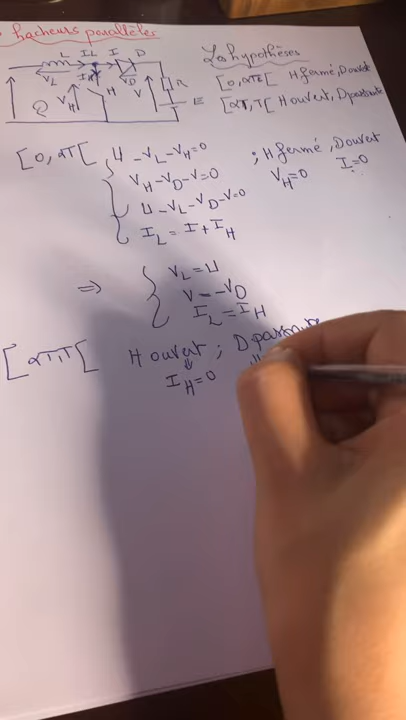 hacheurs parallèles
L IL I D
VL IH VD
VH H V R
E
Les hypothèses
[0, αT[ H fermé, D ouvert
[αT, T[ H ouvert, D passante
[0, αT[ U - VL - VH = 0 ; H fermé, D ouvert
VH - VD - V = 0 VH = 0 I = 0
U - VL - VD - V = 0
IL = I + IH
⇒ VL = U
V = -VD
IL = IH
[αT, T[ H ouvert ; D passante
⇓
IH = 0